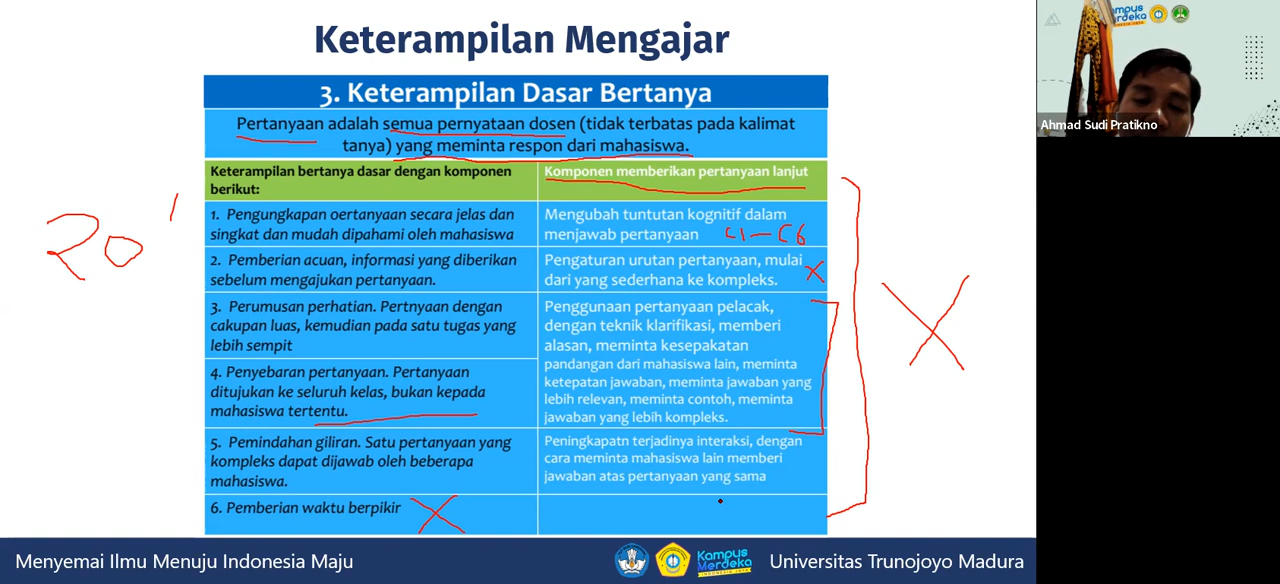 Keterampilan Mengajar
3. Keterampilan Dasar Bertanya
Pertanyaan adalah semua pernyataan dosen (tidak terbatas pada kalimat
tanya) yang meminta respon dari mahasiswa.
Keterampilan bertanya dasar dengan komponen
berikut:
Komponen memberikan pertanyaan lanjut
1. Pengungkapan oertanyaan secara jelas dan
singkat dan mudah dipahami oleh mahasiswa
Mengubah tuntutan kognitif dalam
menjawab pertanyaan C1 – C6
2. Pemberian acuan, informasi yang diberikan
sebelum mengajukan pertanyaan.
Pengaturan urutan pertanyaan, mulai
dari yang sederhana ke kompleks.
3. Perumusan perhatian. Pertnyaan dengan
cakupan luas, kemudian pada satu tugas yang
lebih sempit
4. Penyebaran pertanyaan. Pertanyaan
ditujukan ke seluruh kelas, bukan kepada
mahasiswa tertentu.
Penggunaan pertanyaan pelacak,
dengan teknik klarifikasi, memberi
alasan, meminta kesepakatan
pandangan dari mahasiswa lain, meminta
ketepatan jawaban, meminta jawaban yang
lebih relevan, meminta contoh, meminta
jawaban yang lebih kompleks.
5. Pemindahan giliran. Satu pertanyaan yang
kompleks dapat dijawab oleh beberapa
mahasiswa.
Peningkapatn terjadinya interaksi, dengan
cara meminta mahasiswa lain memberi
jawaban atas pertanyaan yang sama
6. Pemberian waktu berpikir
20'
Menyemai Ilmu Menuju Indonesia Maju
Kampus
Merdeka
INDONESIA JAYA
Universitas Trunojoyo Madura
Ahmad Sudi Pratikno